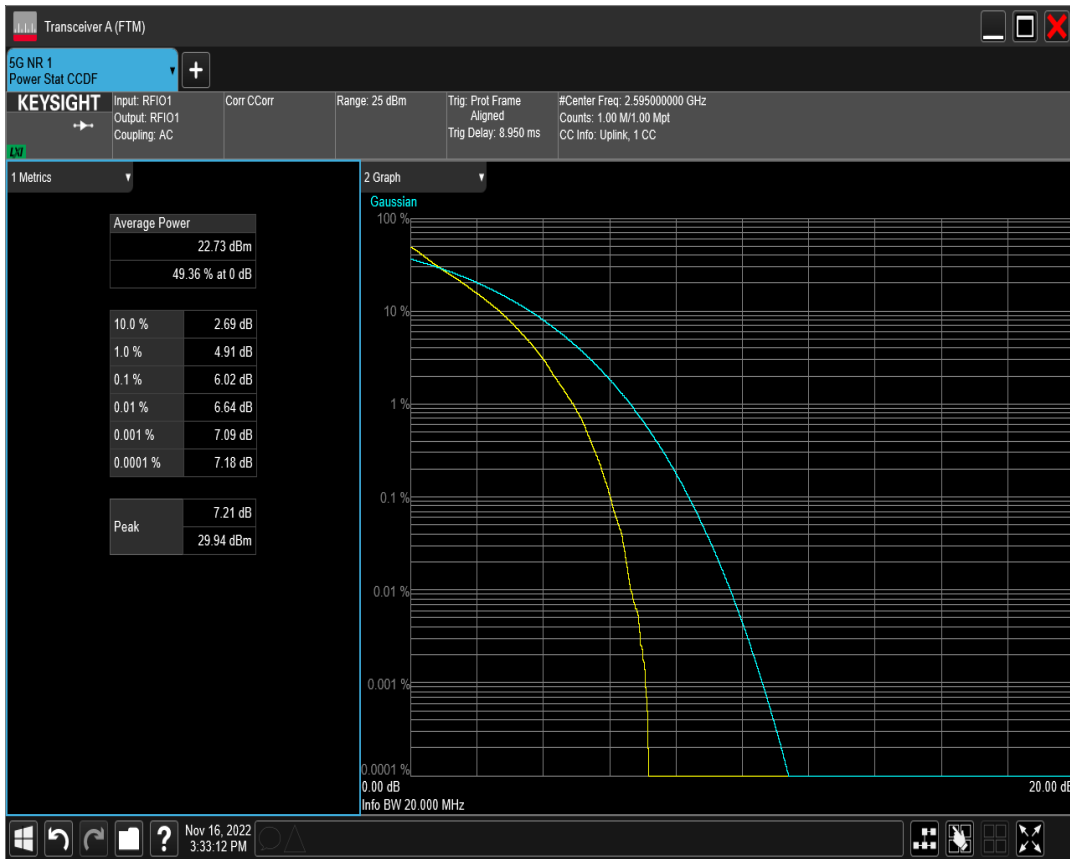 Transceiver A (FTM)
5G NR 1
Power Stat CCDF
+
KEYSIGHT
LXI
Input: RFIO1
Output: RFIO1
Coupling: AC
Corr CCorr
Range: 25 dBm
Trig: Prot Frame
Aligned
Trig Delay: 8.950 ms
#Center Freq: 2.595000000 GHz
Counts: 1.00 M/1.00 Mpt
CC Info: Uplink, 1 CC
1 Metrics
Average Power
22.73 dBm
49.36 % at 0 dB
10.0 % 2.69 dB
1.0 % 4.91 dB
0.1 % 6.02 dB
0.01 % 6.64 dB
0.001 % 7.09 dB
0.0001 % 7.18 dB
Peak 7.21 dB
29.94 dBm
2 Graph
Gaussian
100 %
10 %
1 %
0.1 %
0.01 %
0.001 %
0.0001 %
0.00 dB 20.00 dB
Info BW 20.000 MHz
?
Nov 16, 2022
3:33:12 PM